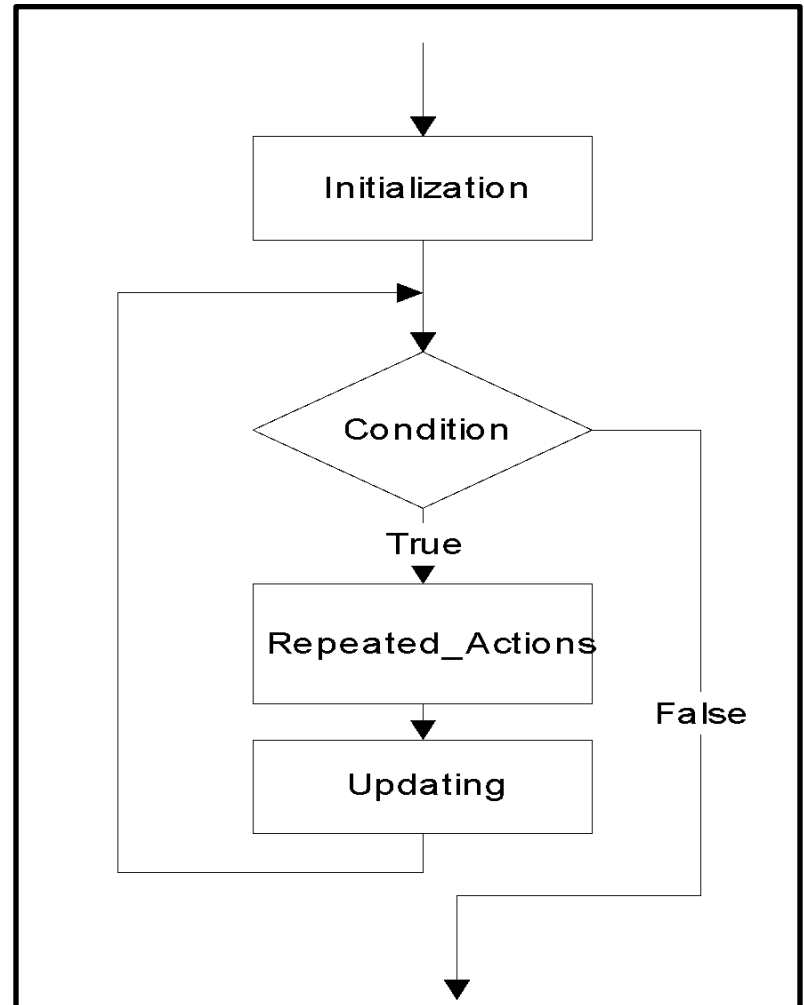 Initialization
Condition
True
Repeated_Actions
False
Updating